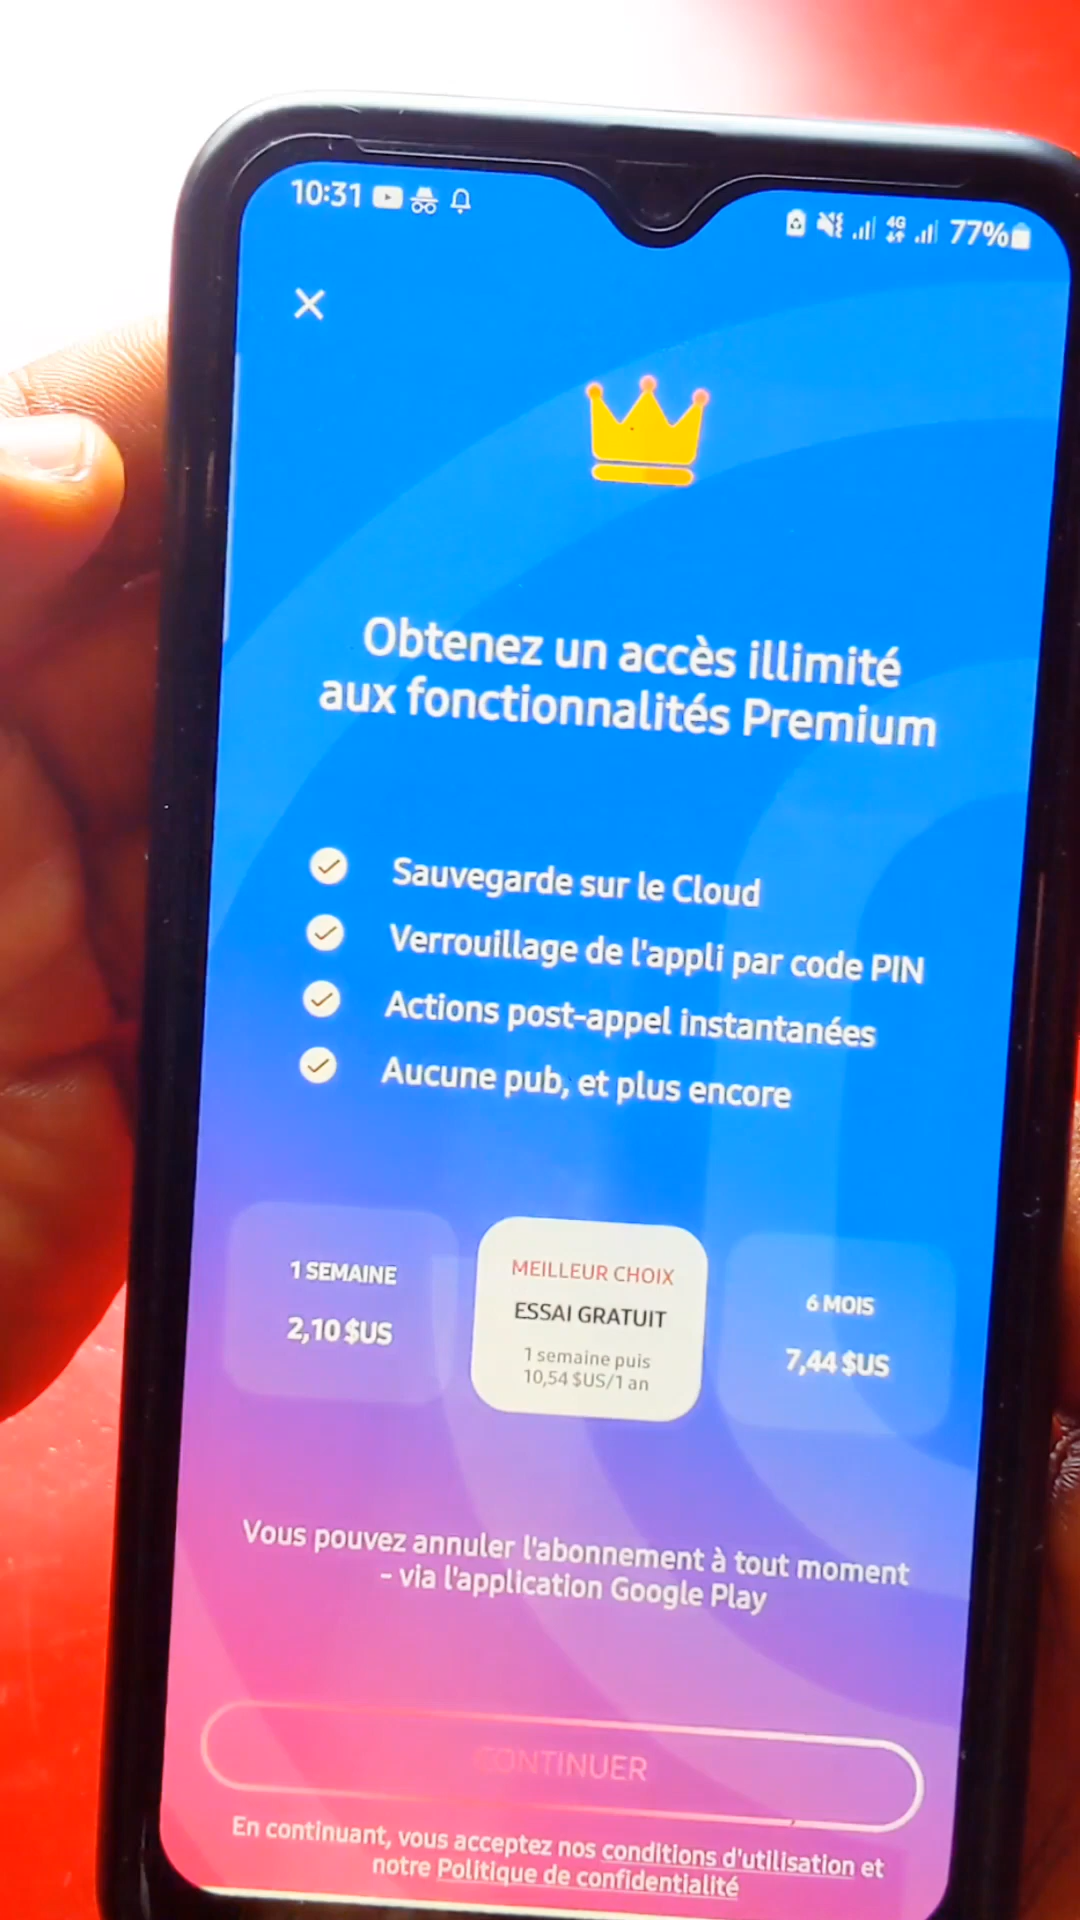 10:31
4G
77%
Obtenez un accès illimité
aux fonctionnalités Premium
Sauvegarde sur le Cloud
Verrouillage de l'appli par code PIN
Actions post-appel instantanées
Aucune pub, et plus encore
1 SEMAINE
2,10 $US
MEILLEUR CHOIX
ESSAI GRATUIT
1 semaine puis
10,54 $US/1 an
6 MOIS
7,44 $US
Vous pouvez annuler l'abonnement à tout moment
- via l'application Google Play
CONTINUER
En continuant, vous acceptez nos conditions d'utilisation et
notre Politique de confidentialité